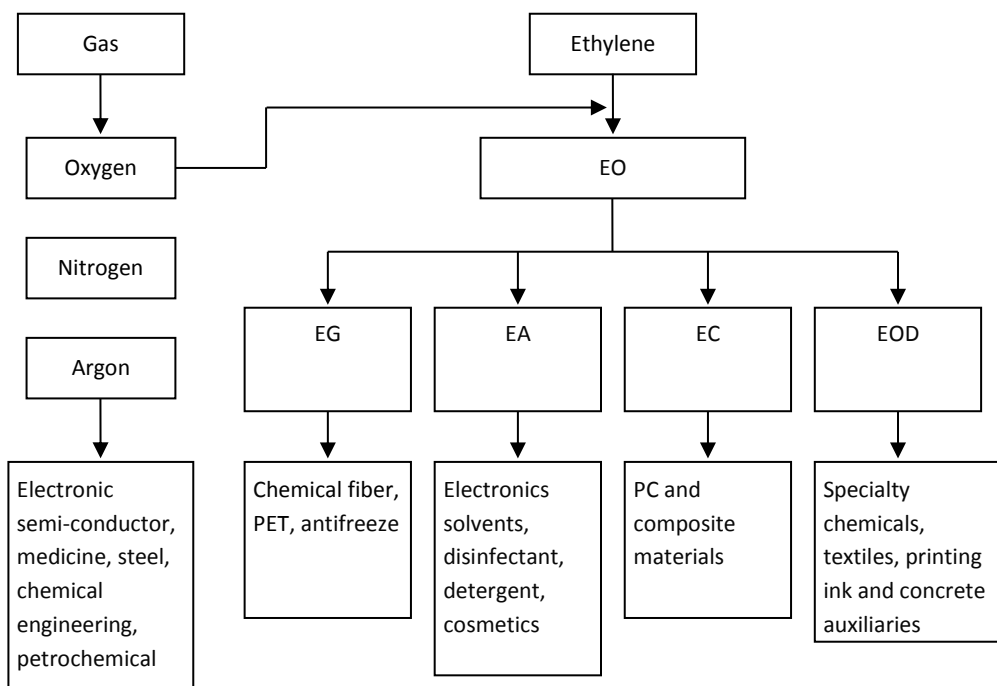 Gas
Ethylene
Oxygen
EO
Nitrogen
EG
EA
EC
EOD
Argon
Electronic
semi-conductor,
medicine, steel,
chemical
engineering,
petrochemical
Chemical fiber,
PET, antifreeze
Electronics
solvents,
disinfectant,
detergent,
cosmetics
PC and
composite
materials
Specialty
chemicals,
textiles, printing
ink and concrete
auxiliaries